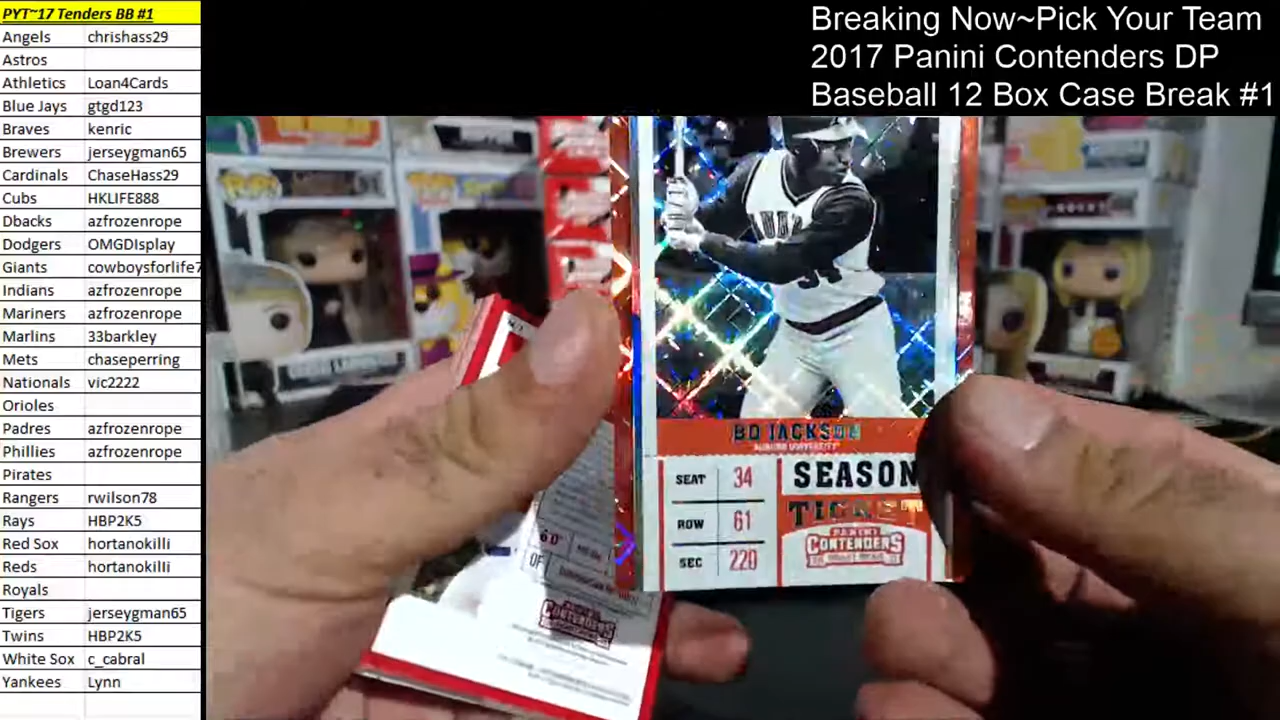 PYT~17 Tenders BB #1
Angels chrishass29
Astros
Athletics Loan4Cards
Blue Jays gtgd123
Braves kenric
Brewers jerseygman65
Cardinals ChaseHass29
Cubs HKLIFE888
Dbacks azfrozenrope
Dodgers OMGDIsplay
Giants cowboysforlife7
Indians azfrozenrope
Mariners azfrozenrope
Marlins 33barkley
Mets chaseperring
Nationals vic2222
Orioles
Padres azfrozenrope
Phillies azfrozenrope
Pirates
Rangers rwilson78
Rays HBP2K5
Red Sox hortanokilli
Reds hortanokilli
Royals
Tigers jerseygman65
Twins HBP2K5
White Sox c_cabral
Yankees Lynn
Breaking Now~Pick Your Team
2017 Panini Contenders DP
Baseball 12 Box Case Break #1
BO JACKSON
AUBURN UNIVERSITY
SEAT 34
ROW 61
SEC 220
SEASON
TICKET
PANINI
CONTENDERS
OF
CONTENDERS